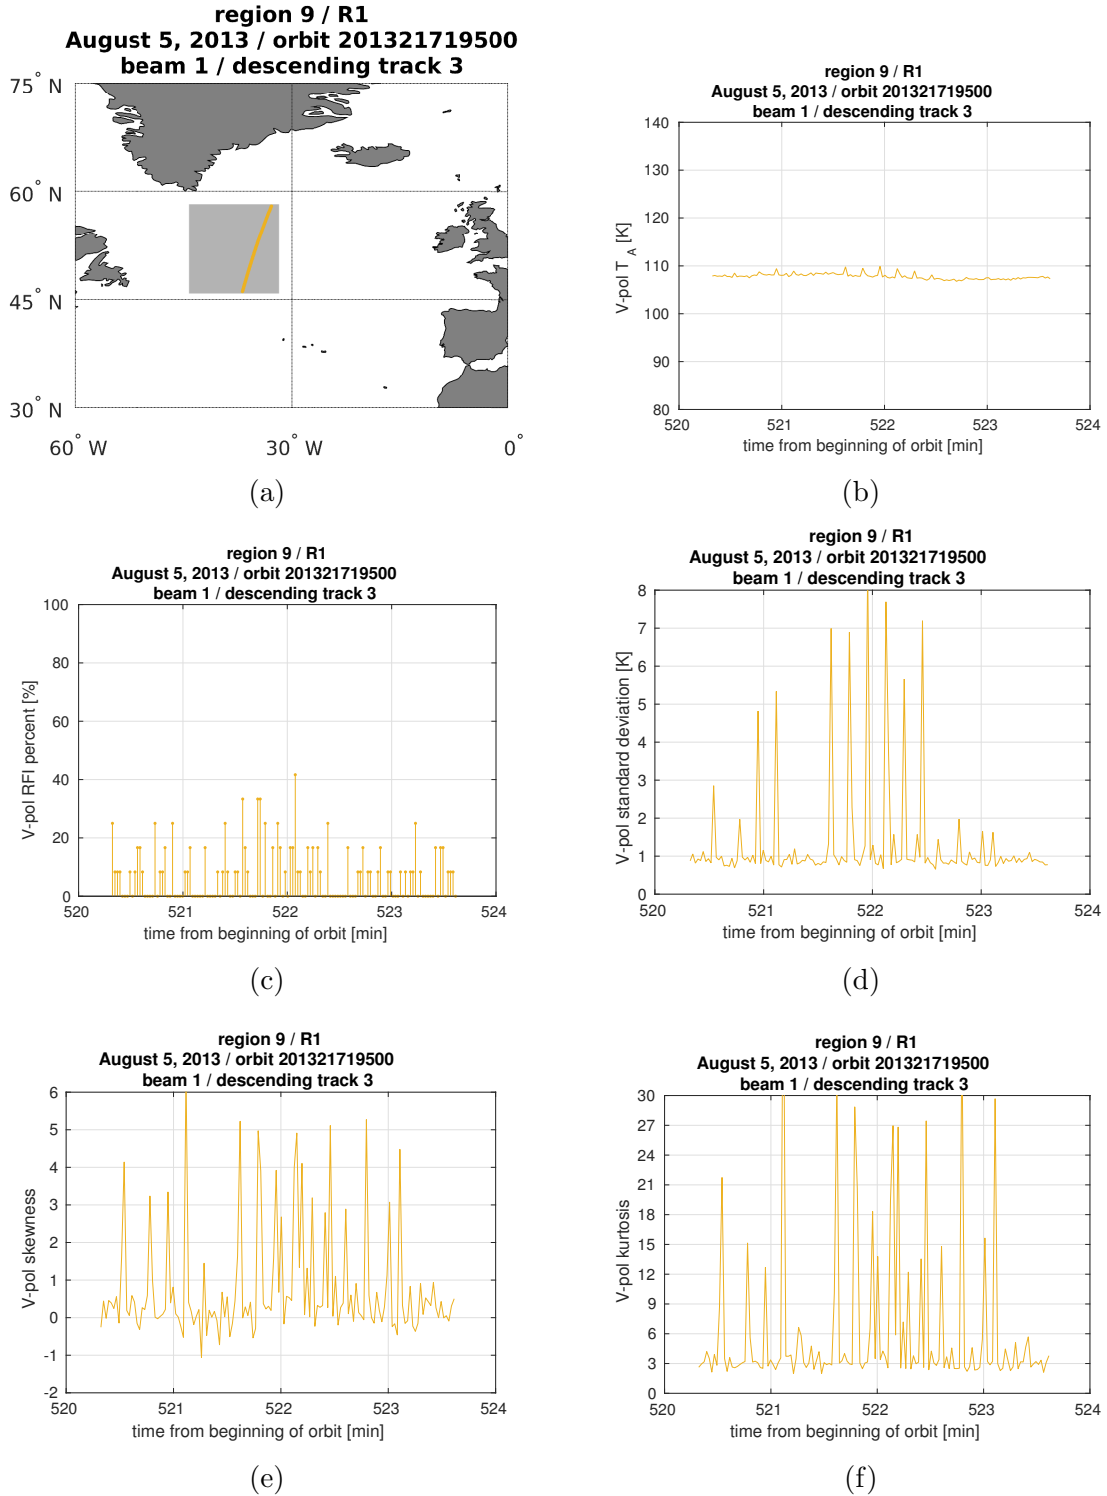 region 9 / R1
August 5, 2013 / orbit 201321719500
beam 1 / descending track 3
75° N
60° N
45° N
30° N
60° W
30° W
0°
(a)
region 9 / R1
August 5, 2013 / orbit 201321719500
beam 1 / descending track 3
V-pol T_A [K]
140
130
120
110
100
90
80
520
521
522
523
524
time from beginning of orbit [min]
(b)
region 9 / R1
August 5, 2013 / orbit 201321719500
beam 1 / descending track 3
V-pol RFI percent [%]
100
80
60
40
20
0
520
521
522
523
524
time from beginning of orbit [min]
(c)
region 9 / R1
August 5, 2013 / orbit 201321719500
beam 1 / descending track 3
V-pol standard deviation [K]
8
7
6
5
4
3
2
1
0
520
521
522
523
524
time from beginning of orbit [min]
(d)
region 9 / R1
August 5, 2013 / orbit 201321719500
beam 1 / descending track 3
V-pol skewness
6
5
4
3
2
1
0
-1
-2
520
521
522
523
524
time from beginning of orbit [min]
(e)
region 9 / R1
August 5, 2013 / orbit 201321719500
beam 1 / descending track 3
V-pol kurtosis
30
27
24
21
18
15
12
9
6
3
0
520
521
522
523
524
time from beginning of orbit [min]
(f)